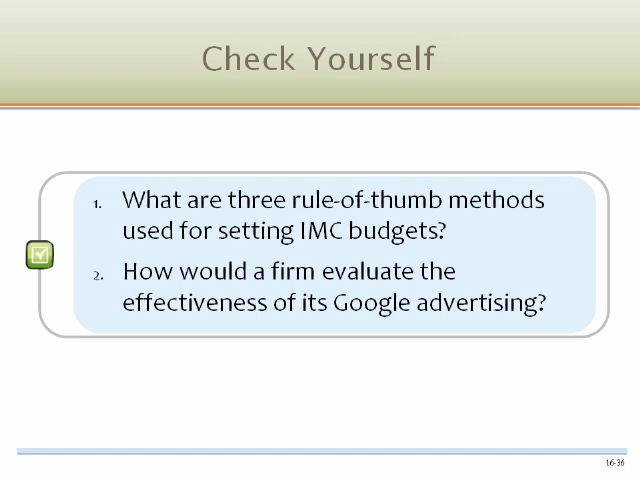 Check Yourself
1. What are three rule-of-thumb methods
used for setting IMC budgets?
2. How would a firm evaluate the
effectiveness of its Google advertising?
16-36